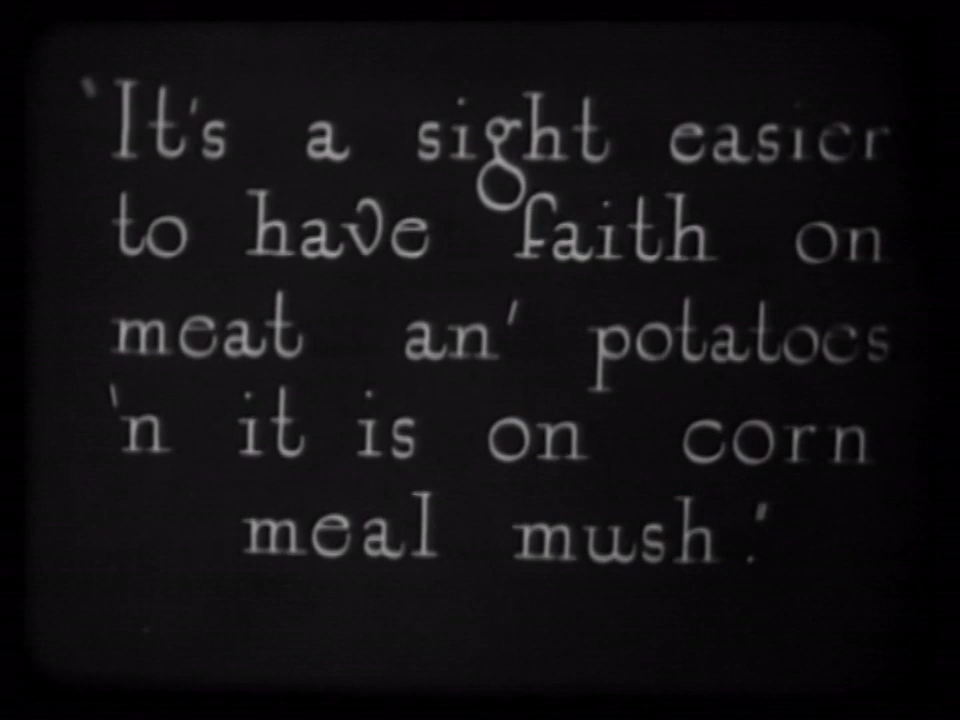 'It's a sight easier
to have faith on
meat an' potatoes
'n it is on corn
meal mush.'